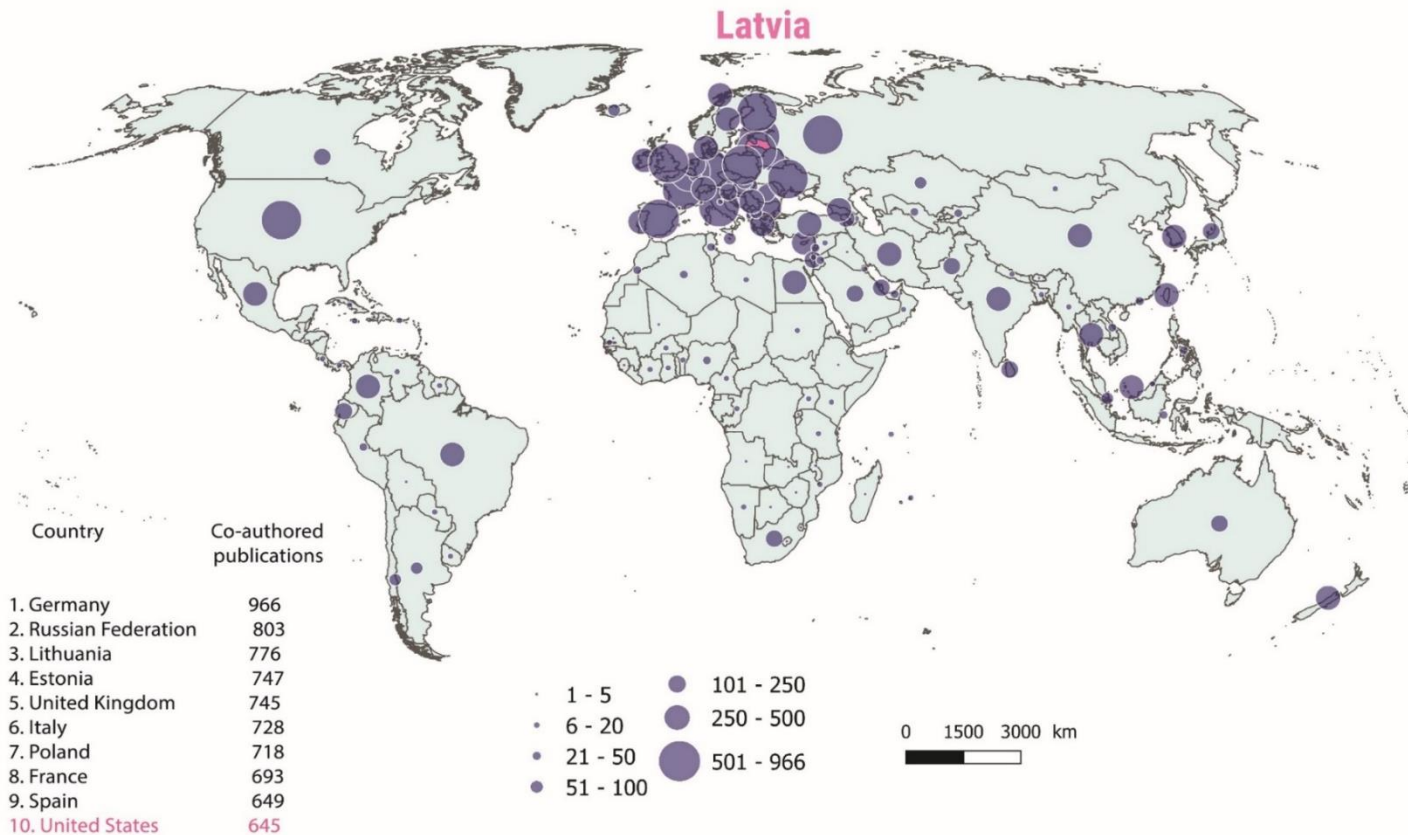 Latvia
Country Co-authored
publications
1. Germany 966
2. Russian Federation 803
3. Lithuania 776
4. Estonia 747
5. United Kingdom 745
6. Italy 728
7. Poland 718
8. France 693
9. Spain 649
10. United States 645
1 - 5
6 - 20
21 - 50
51 - 100
101 - 250
250 - 500
501 - 966
0 1500 3000 km